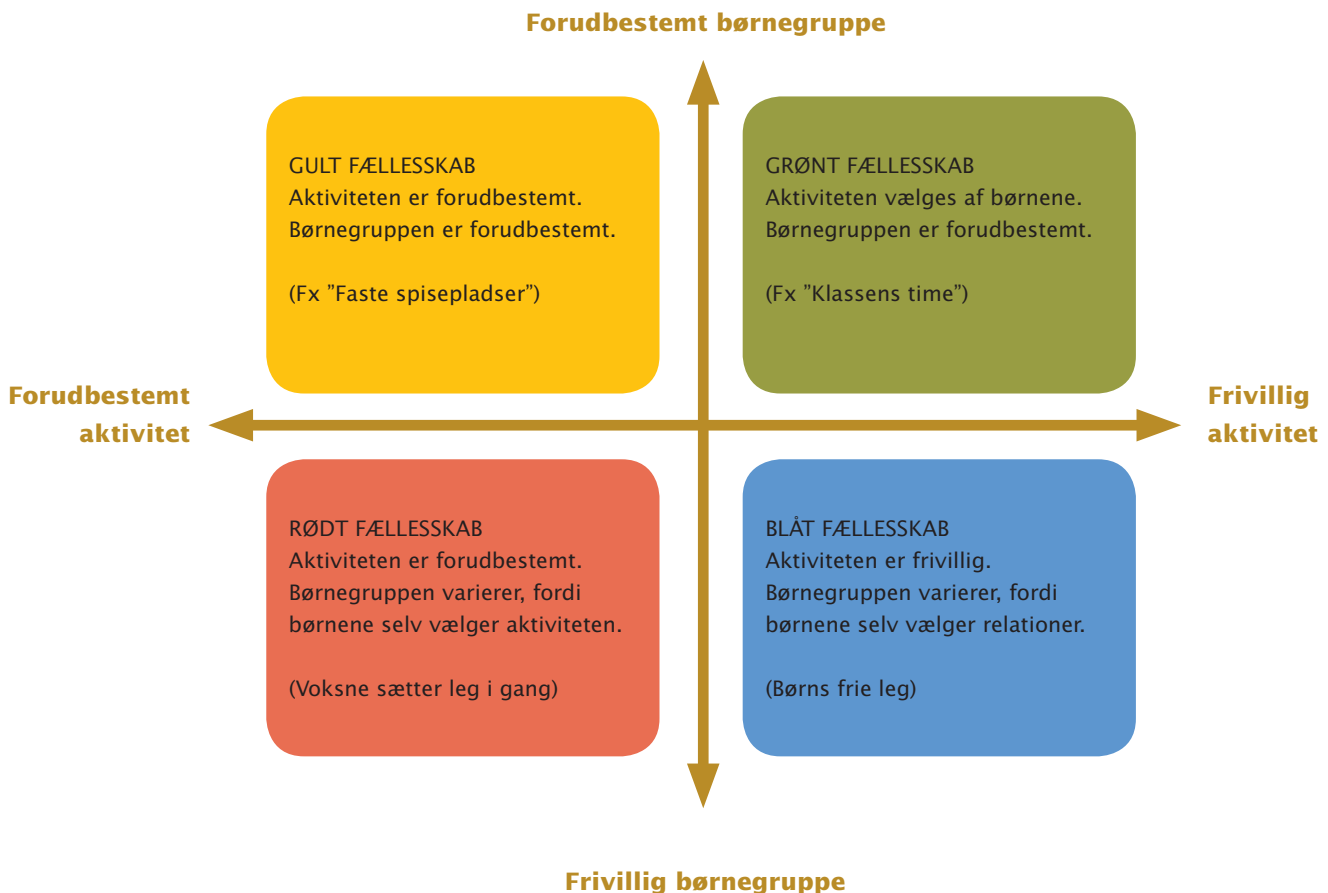 Forudbestemt børnegruppe
GULT FÆLLESSKAB
Aktiviteten er forudbestemt.
Børnegruppen er forudbestemt.
(Fx ”Faste spisepladser”)
GRØNT FÆLLESSKAB
Aktiviteten vælges af børnene.
Børnegruppen er forudbestemt.
(Fx ”Klassens time”)
Forudbestemt
aktivitet
Frivillig
aktivitet
RØDT FÆLLESSKAB
Aktiviteten er forudbestemt.
Børnegruppen varierer, fordi
børnene selv vælger aktiviteten.
(Voksne sætter leg i gang)
BLÅT FÆLLESSKAB
Aktiviteten er frivillig.
Børnegruppen varierer, fordi
børnene selv vælger relationer.
(Børns frie leg)
Frivillig børnegruppe